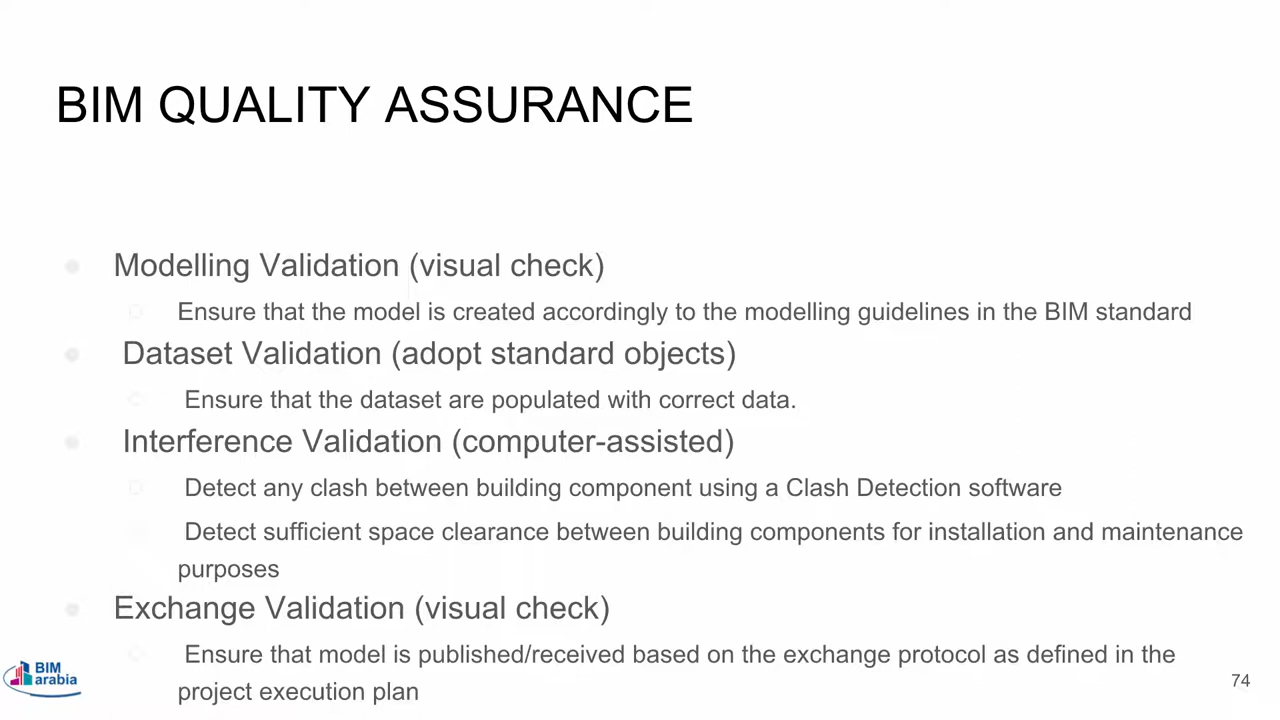 BIM QUALITY ASSURANCE
Modelling Validation (visual check)
Ensure that the model is created accordingly to the modelling guidelines in the BIM standard
Dataset Validation (adopt standard objects)
Ensure that the dataset are populated with correct data.
Interference Validation (computer-assisted)
Detect any clash between building component using a Clash Detection software
Detect sufficient space clearance between building components for installation and maintenance
purposes
Exchange Validation (visual check)
Ensure that model is published/received based on the exchange protocol as defined in the
project execution plan
BIM
arabia
74